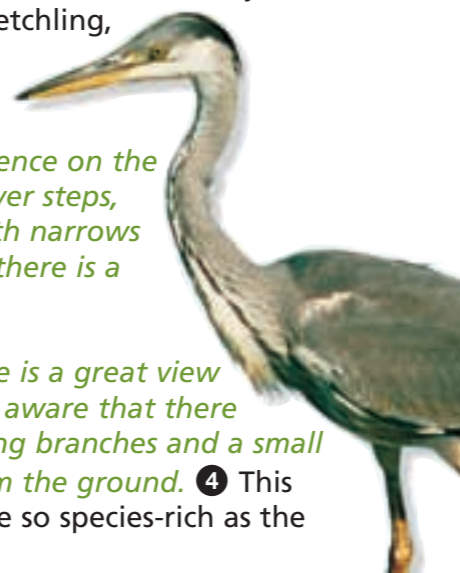 etchling,
ence on the
ver steps,
th narrows
there is a
e is a great view
aware that there
ng branches and a small
m the ground. 4 This
e so species-rich as the